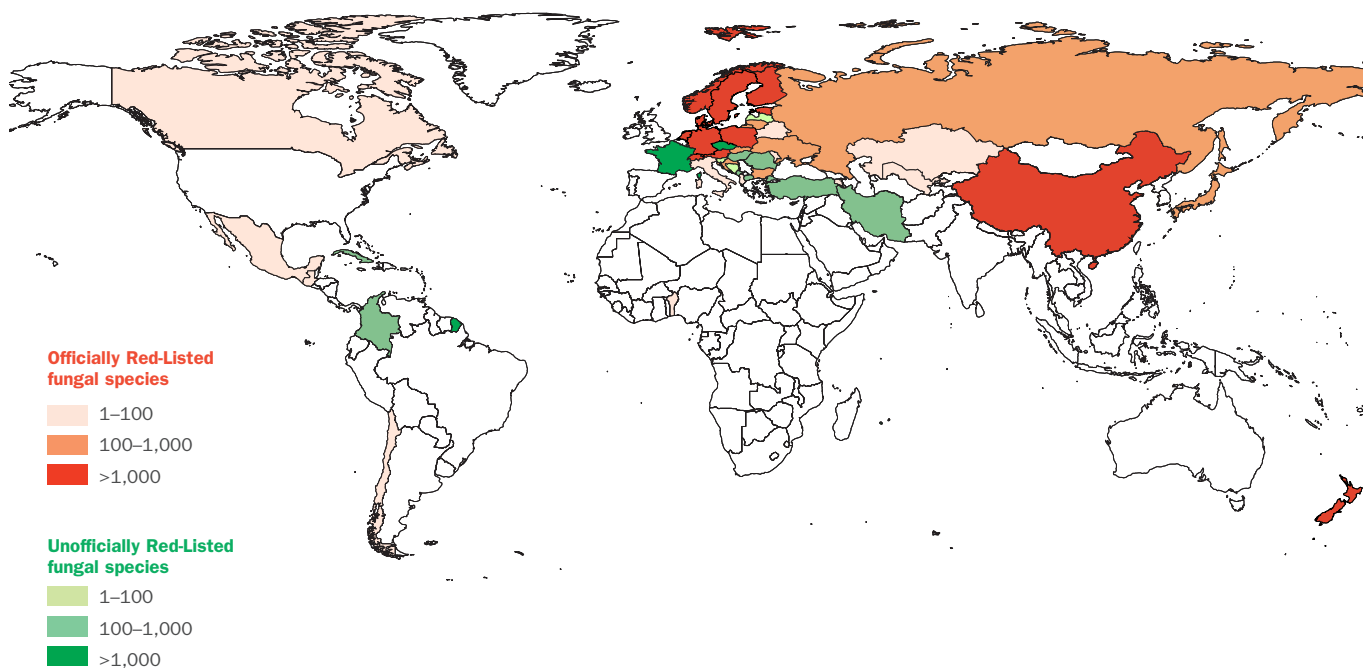 Officially Red-Listed
fungal species
1–100
100–1,000
>1,000
Unofficially Red-Listed
fungal species
1–100
100–1,000
>1,000